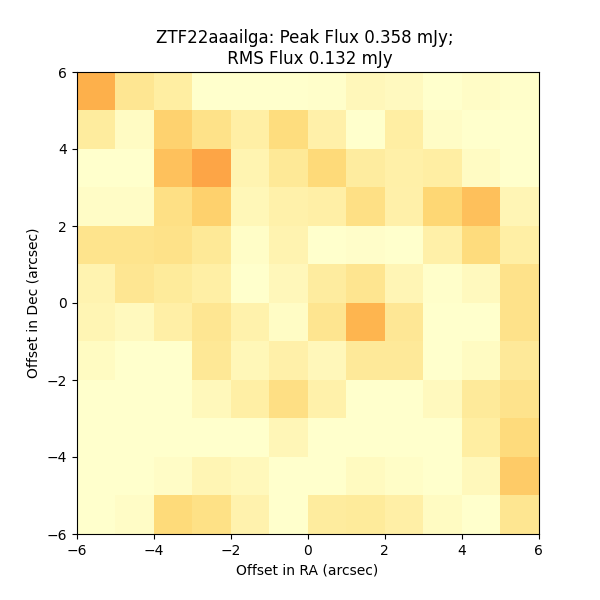 ZTF22aaailga: Peak Flux 0.358 mJy;
RMS Flux 0.132 mJy
6
4
2
0
−2
−4
−6
Offset in Dec (arcsec)
−6 −4 −2 0 2 4 6
Offset in RA (arcsec)